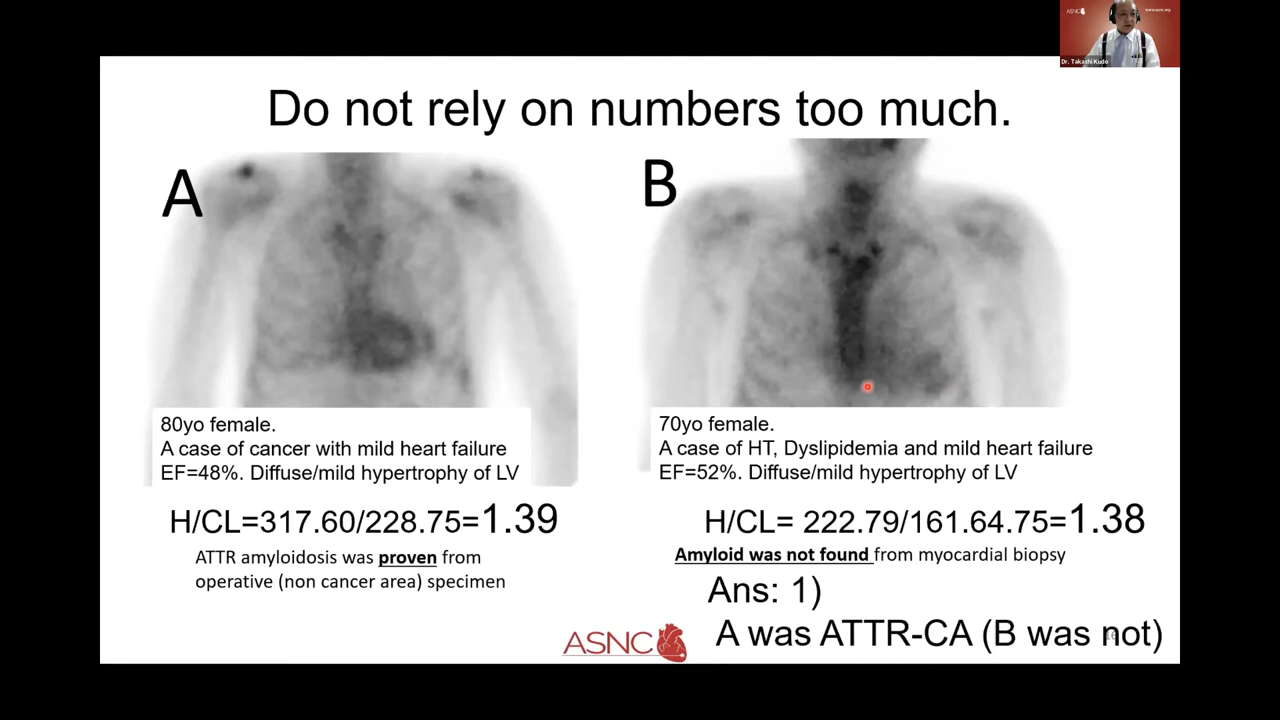 ASNC
www.asnc.org
Dr. Takashi Kudo
Do not rely on numbers too much.
A
B
80yo female.
A case of cancer with mild heart failure
EF=48%. Diffuse/mild hypertrophy of LV
70yo female.
A case of HT, Dyslipidemia and mild heart failure
EF=52%. Diffuse/mild hypertrophy of LV
H/CL=317.60/228.75=1.39
H/CL= 222.79/161.64.75=1.38
ATTR amyloidosis was proven from
operative (non cancer area) specimen
Amyloid was not found from myocardial biopsy
Ans: 1)
A was ATTR-CA (B was not)
ASNC